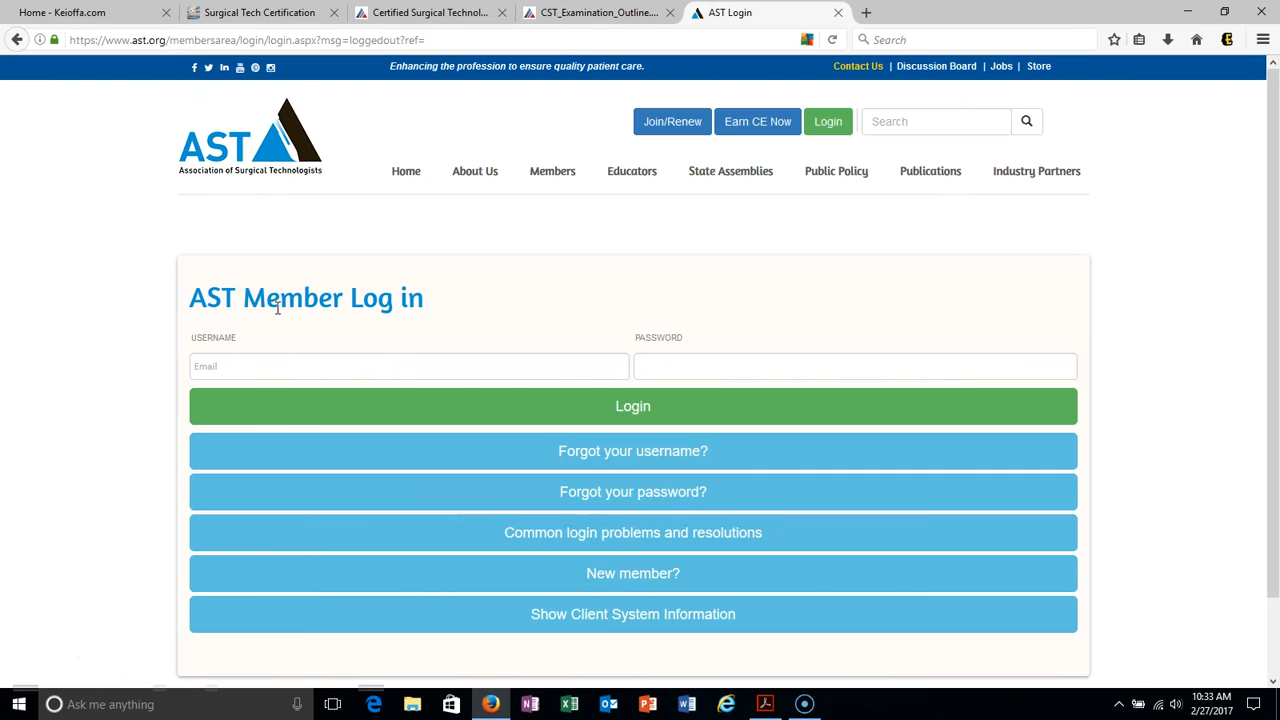 Home - Keioffa.com
Surgical Tech Certification
Certified Surgical Technol...
CST_Examination_Outline...
AST Login
https://www.ast.org/membersarea/login/login.aspx?msg=loggedout?ref=
Search
Enhancing the profession to ensure quality patient care.
Contact Us | Discussion Board | Jobs | Store
Join/Renew
Earn CE Now
Login
Search
AST
Association of Surgical Technologists
Home
About Us
Members
Educators
State Assemblies
Public Policy
Publications
Industry Partners
AST Member Log in
USERNAME
PASSWORD
Email
Login
Forgot your username?
Forgot your password?
Common login problems and resolutions
New member?
Show Client System Information
Ask me anything
10:33 AM
2/27/2017